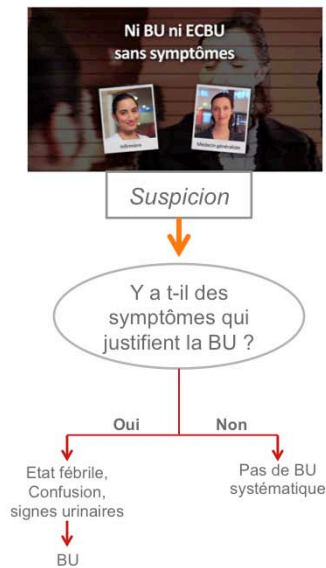 Ni BU ni ECBU
sans symptômes
Infirmière
Médecin généraliste
Suspicion
Y a t-il des
symptômes qui
justifient la BU ?
Oui
Non
Etat fébrile,
Confusion,
signes urinaires
Pas de BU
systématique
BU